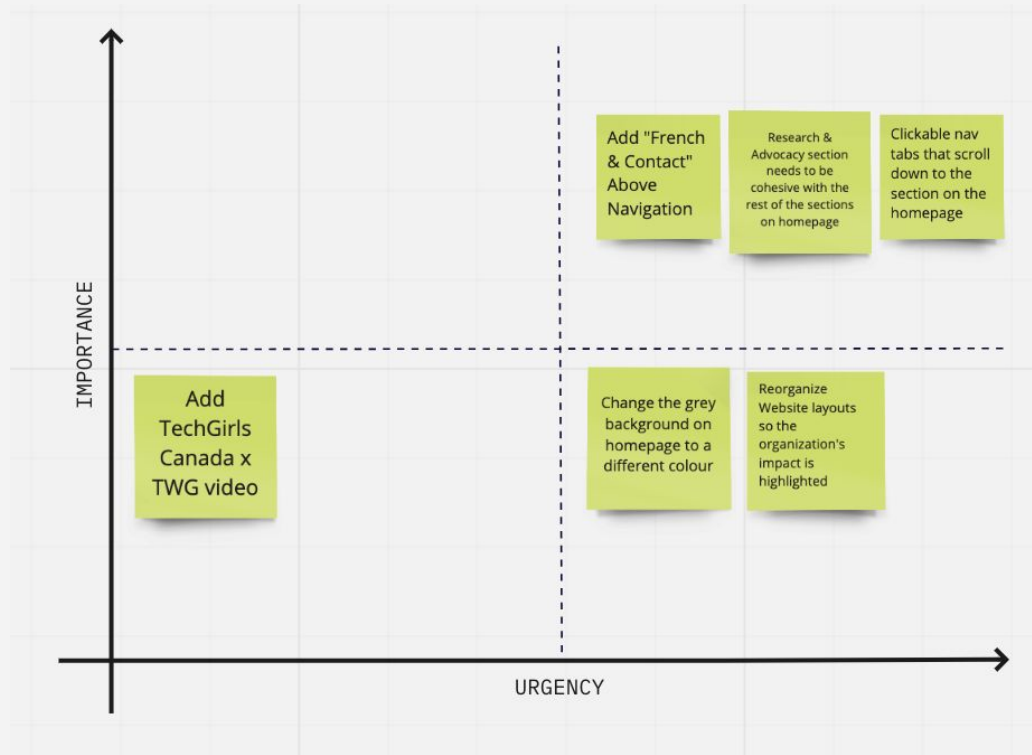 Add "French
& Contact"
Above
Navigation
Research &
Advocacy section
needs to be
cohesive with the
rest of the sections
on homepage
Clickable nav
tabs that scroll
down to the
section on the
homepage
IMPORTANCE
Add
TechGirls
Canada x
TWG video
Change the grey
background on
homepage to a
different colour
Reorganize
Website layouts
so the
organization's
impact is
highlighted
URGENCY